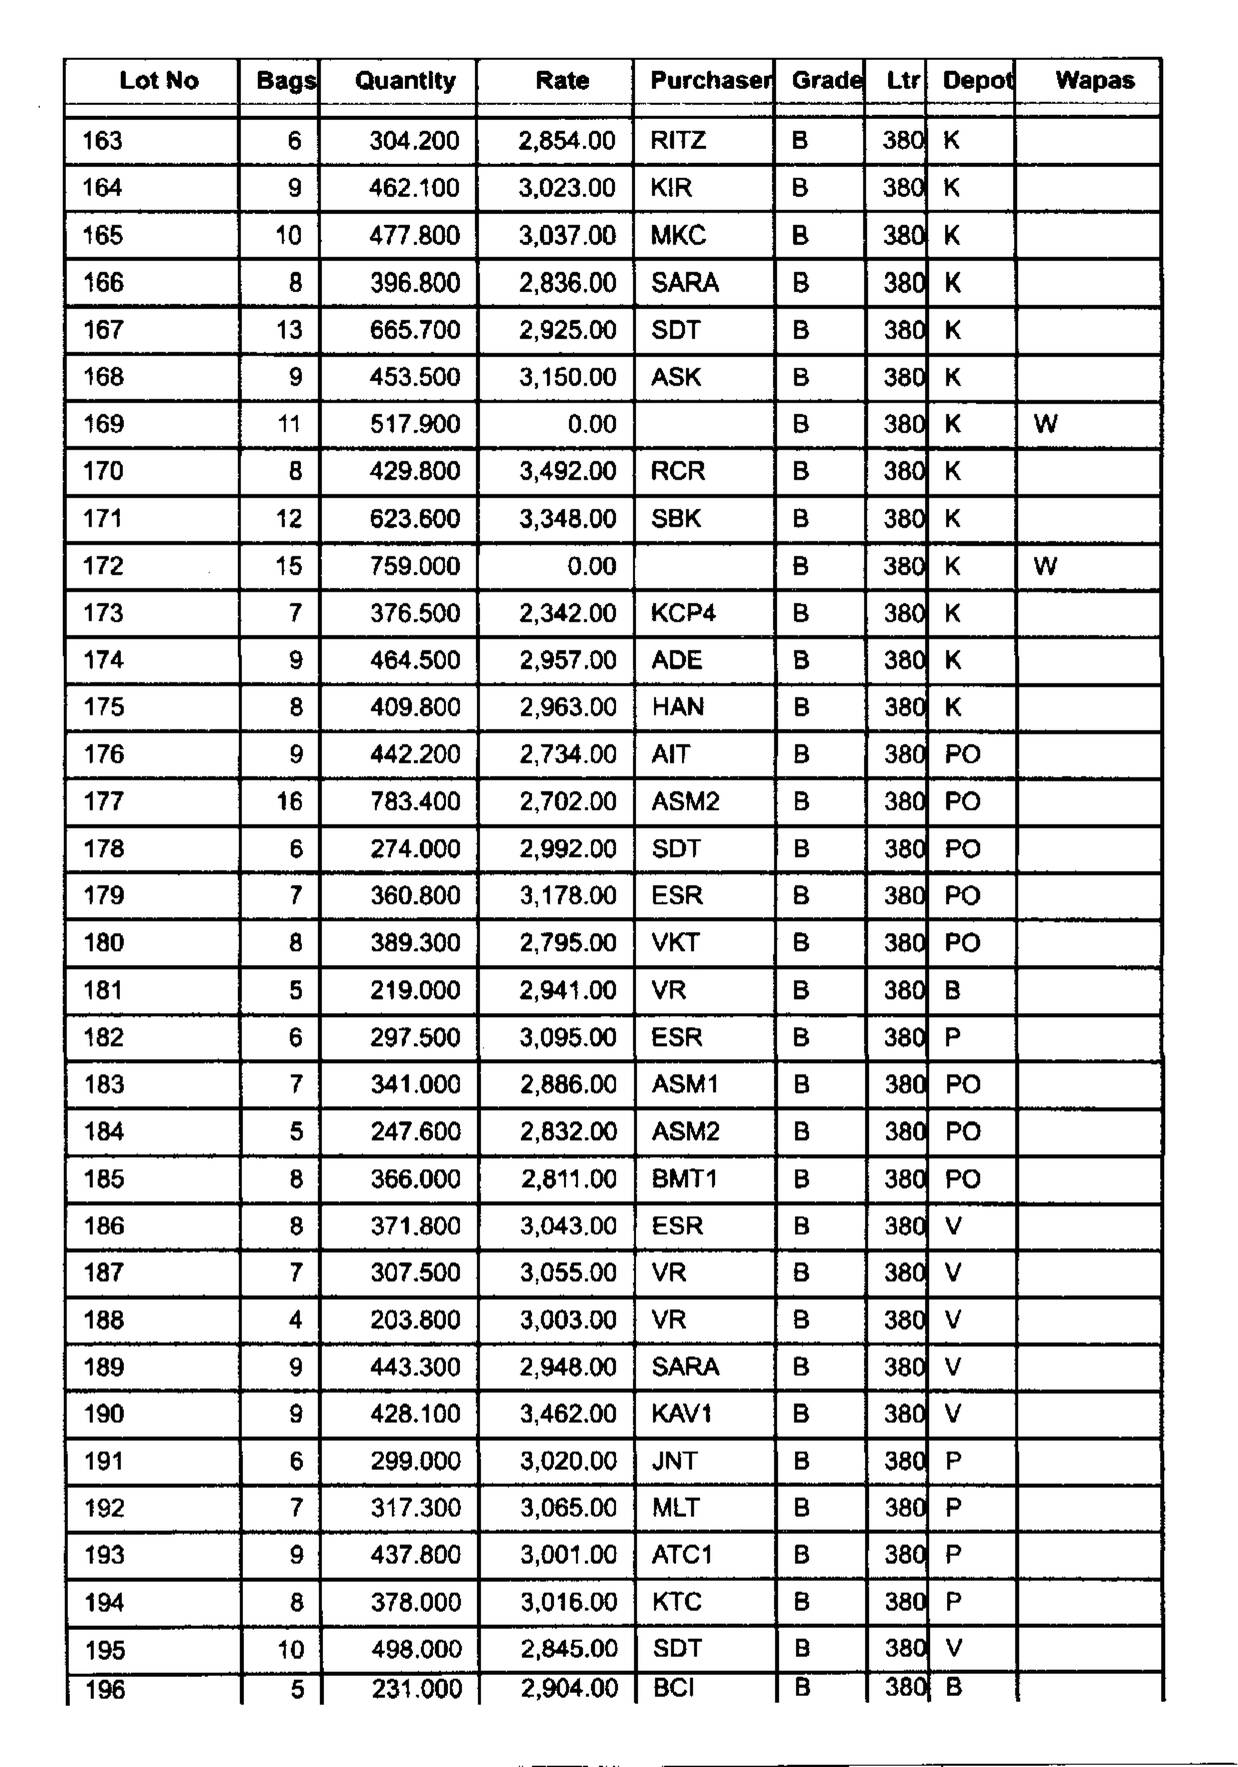 Lot No Bags Quantity Rate Purchaser Grade Ltr Depot Wapas
163 6 304.200 2,854.00 RITZ B 380 K
164 9 462.100 3,023.00 KIR B 380 K
165 10 477.800 3,037.00 MKC B 380 K
166 8 396.800 2,836.00 SARA B 380 K
167 13 665.700 2,925.00 SDT B 380 K
168 9 453.500 3,150.00 ASK B 380 K
169 11 517.900 0.00 B 380 K W
170 8 429.800 3,492.00 RCR B 380 K
171 12 623.600 3,348.00 SBK B 380 K
172 15 759.000 0.00 B 380 K W
173 7 376.500 2,342.00 KCP4 B 380 K
174 9 464.500 2,957.00 ADE B 380 K
175 8 409.800 2,963.00 HAN B 380 K
176 9 442.200 2,734.00 AIT B 380 PO
177 16 783.400 2,702.00 ASM2 B 380 PO
178 6 274.000 2,992.00 SDT B 380 PO
179 7 360.800 3,178.00 ESR B 380 PO
180 8 389.300 2,795.00 VKT B 380 PO
181 5 219.000 2,941.00 VR B 380 B
182 6 297.500 3,095.00 ESR B 380 P
183 7 341.000 2,886.00 ASM1 B 380 PO
184 5 247.600 2,832.00 ASM2 B 380 PO
185 8 366.000 2,811.00 BMT1 B 380 PO
186 8 371.800 3,043.00 ESR B 380 V
187 7 307.500 3,055.00 VR B 380 V
188 4 203.800 3,003.00 VR B 380 V
189 9 443.300 2,948.00 SARA B 380 V
190 9 428.100 3,462.00 KAV1 B 380 V
191 6 299.000 3,020.00 JNT B 380 P
192 7 317.300 3,065.00 MLT B 380 P
193 9 437.800 3,001.00 ATC1 B 380 P
194 8 378.000 3,016.00 KTC B 380 P
195 10 498.000 2,845.00 SDT B 380 V
196 5 231.000 2,904.00 BCI B 380 B